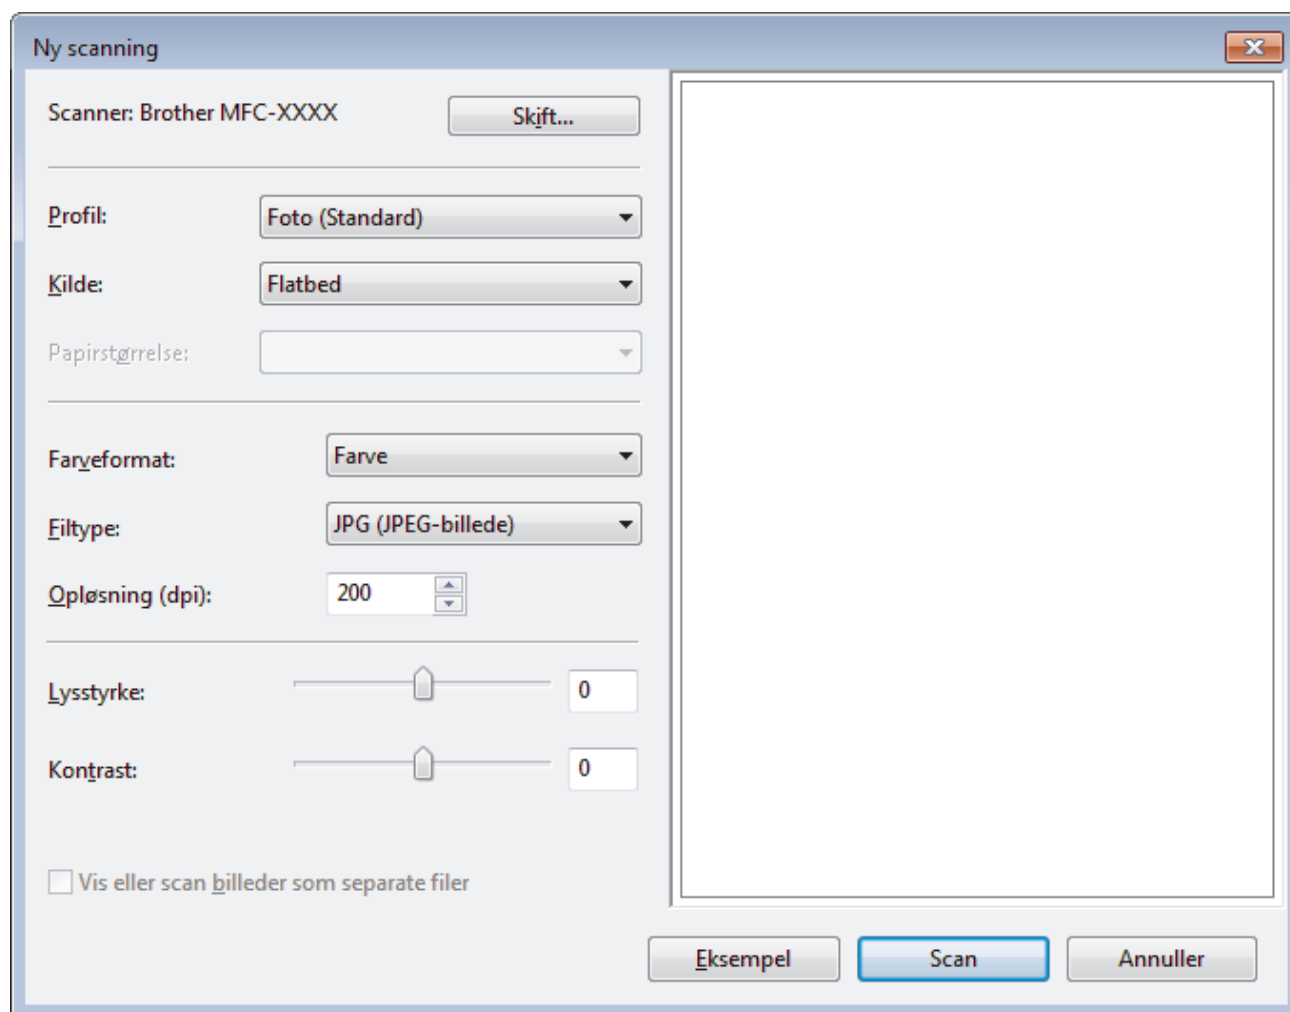 Ny scanning
Scanner: Brother MFC-XXXX
Skift...
Profil:
Foto (Standard)
Kilde:
Flatbed
Papirstørrelse:
Farveformat:
Farve
Filtype:
JPG (JPEG-billede)
Opløsning (dpi):
200
Lysstyrke:
0
Kontrast:
0
Vis eller scan billeder som separate filer
Eksempel
Scan
Annuller